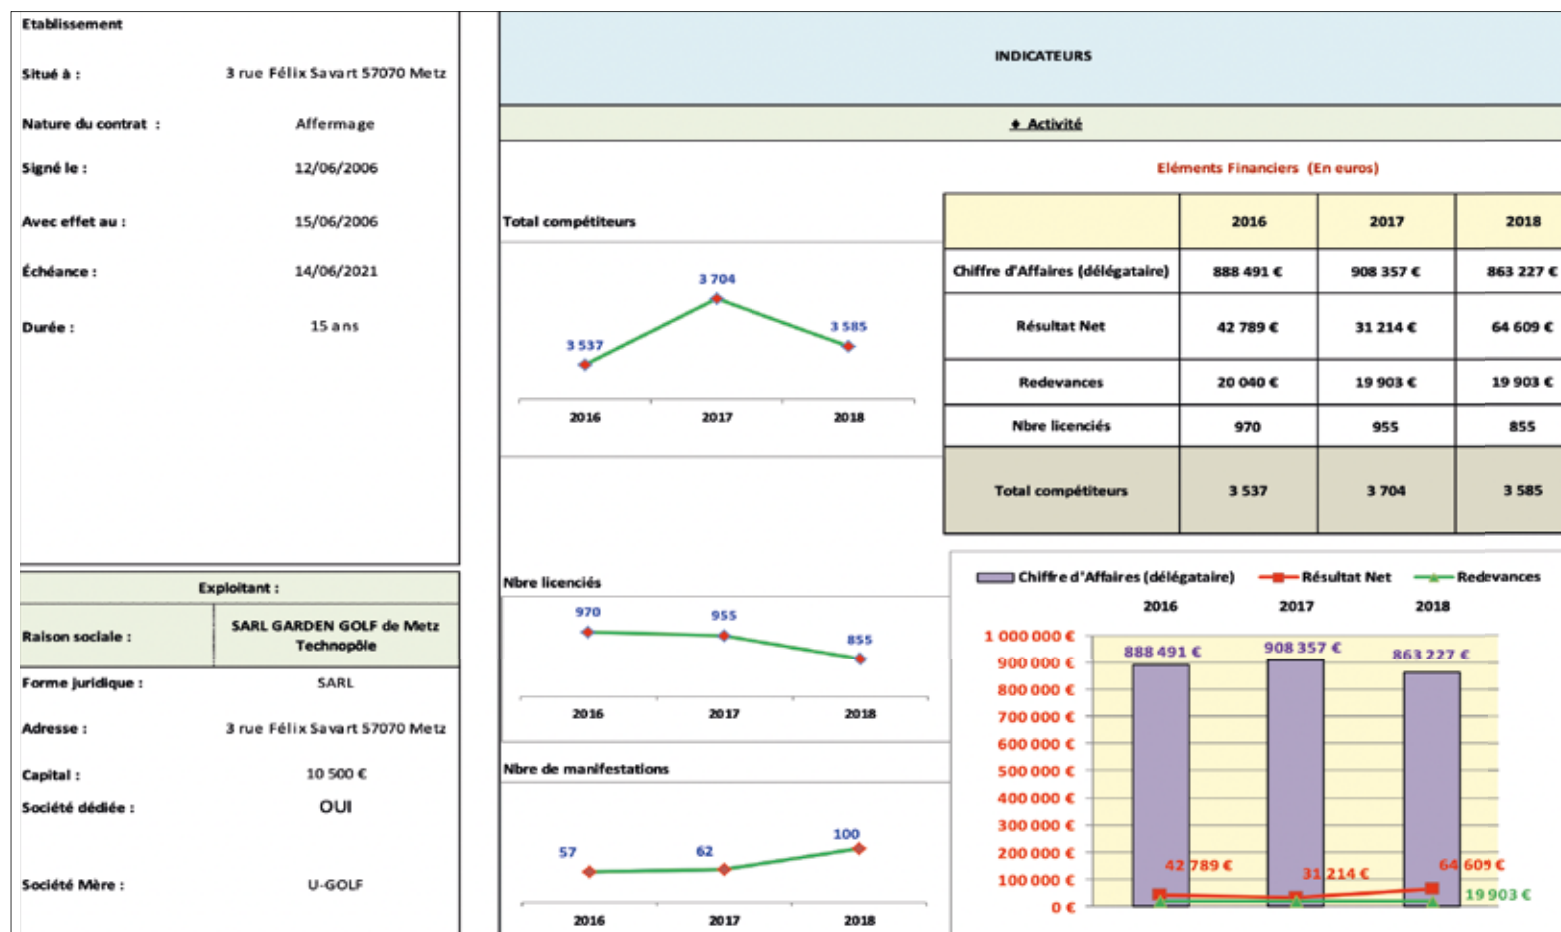 Etablissement
Situé à : 3 rue Félix Savart 57070 Metz
Nature du contrat : Affermage
Signé le : 12/06/2006
Avec effet au : 15/06/2006
Échéance : 14/06/2021
Durée : 15 ans
Exploitant :
Raison sociale : SARL GARDEN GOLF de Metz
Technopôle
Forme juridique : SARL
Adresse : 3 rue Félix Savart 57070 Metz
Capital : 10 500 €
Société dédiée : OUI
Société Mère : U-GOLF
INDICATEURS
♦ Activité
Total compétiteurs
3 704
3 585
3 537
2016 2017 2018
Nbre licenciés
970 955 855
2016 2017 2018
Nbre de manifestations
57 62 100
2016 2017 2018
Eléments Financiers (En euros)
2016 2017 2018
Chiffre d'Affaires (délégataire) 888 491 € 908 357 € 863 227 €
Résultat Net 42 789 € 31 214 € 64 609 €
Redevances 20 040 € 19 903 € 19 903 €
Nbre licenciés 970 955 855
Total compétiteurs 3 537 3 704 3 585
Chiffre d'Affaires (délégataire) Résultat Net Redevances
2016 2017 2018
1 000 000 €
900 000 €
800 000 €
700 000 €
600 000 €
500 000 €
400 000 €
300 000 €
200 000 €
100 000 €
0 €
888 491 € 908 357 € 863 227 €
42 789 € 31 214 € 64 609 €
19 903 €